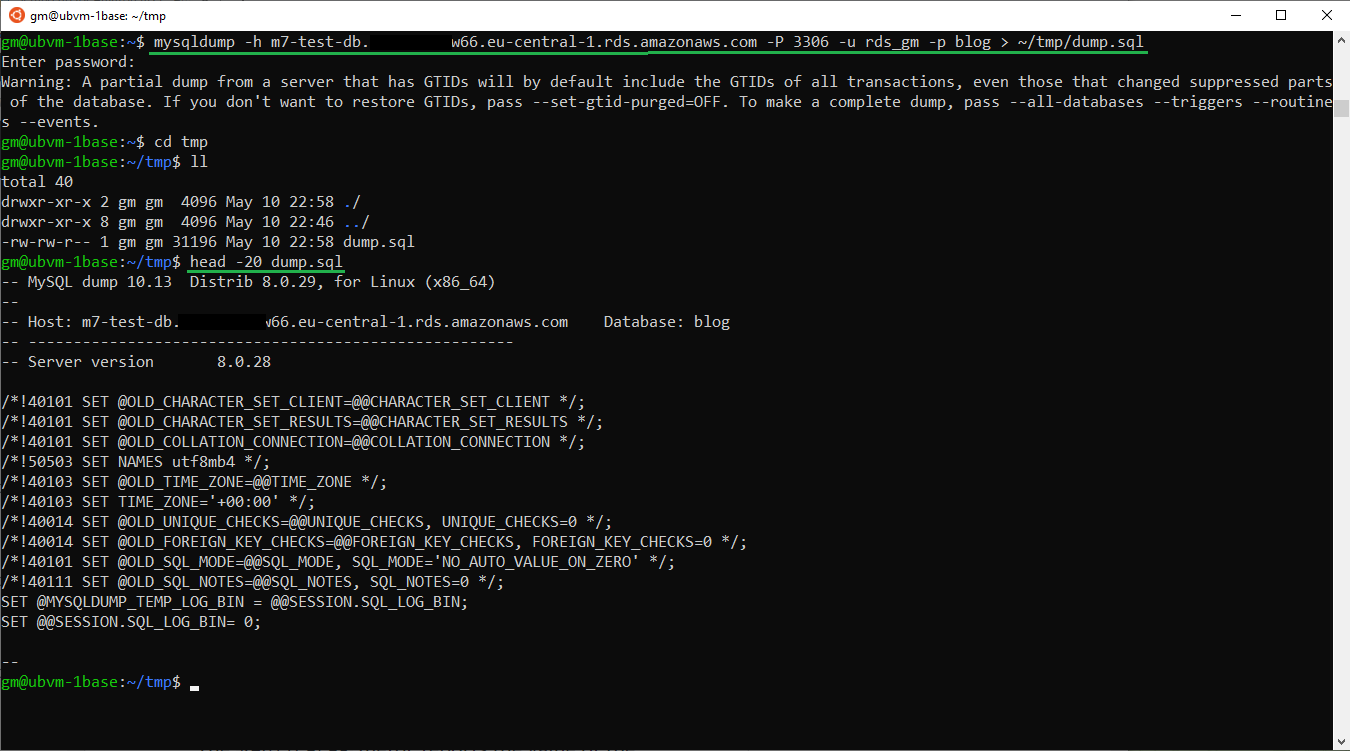 gm@ubvm-1base: ~/tmp
gm@ubvm-1base:~$ mysqldump -h m7-test-db. w66.eu-central-1.rds.amazonaws.com -P 3306 -u rds_gm -p blog > ~/tmp/dump.sql
Enter password:
Warning: A partial dump from a server that has GTIDs will by default include the GTIDs of all transactions, even those that changed suppressed parts
 of the database. If you don't want to restore GTIDs, pass --set-gtid-purged=OFF. To make a complete dump, pass --all-databases --triggers --routine
s --events.
gm@ubvm-1base:~$ cd tmp
gm@ubvm-1base:~/tmp$ ll
total 40
drwxr-xr-x 2 gm gm  4096 May 10 22:58 ./
drwxr-xr-x 8 gm gm  4096 May 10 22:46 ../
-rw-rw-r-- 1 gm gm 31196 May 10 22:58 dump.sql
gm@ubvm-1base:~/tmp$ head -20 dump.sql
-- MySQL dump 10.13  Distrib 8.0.29, for Linux (x86_64)
--
-- Host: m7-test-db. w66.eu-central-1.rds.amazonaws.com    Database: blog
-- ------------------------------------------------------
-- Server version       8.0.28

/*!40101 SET @OLD_CHARACTER_SET_CLIENT=@@CHARACTER_SET_CLIENT */;
/*!40101 SET @OLD_CHARACTER_SET_RESULTS=@@CHARACTER_SET_RESULTS */;
/*!40101 SET @OLD_COLLATION_CONNECTION=@@COLLATION_CONNECTION */;
/*!50503 SET NAMES utf8mb4 */;
/*!40103 SET @OLD_TIME_ZONE=@@TIME_ZONE */;
/*!40103 SET TIME_ZONE='+00:00' */;
/*!40014 SET @OLD_UNIQUE_CHECKS=@@UNIQUE_CHECKS, UNIQUE_CHECKS=0 */;
/*!40014 SET @OLD_FOREIGN_KEY_CHECKS=@@FOREIGN_KEY_CHECKS, FOREIGN_KEY_CHECKS=0 */;
/*!40101 SET @OLD_SQL_MODE=@@SQL_MODE, SQL_MODE='NO_AUTO_VALUE_ON_ZERO' */;
/*!40111 SET @OLD_SQL_NOTES=@@SQL_NOTES, SQL_NOTES=0 */;
SET @MYSQLDUMP_TEMP_LOG_BIN = @@SESSION.SQL_LOG_BIN;
SET @@SESSION.SQL_LOG_BIN= 0;

--
gm@ubvm-1base:~/tmp$